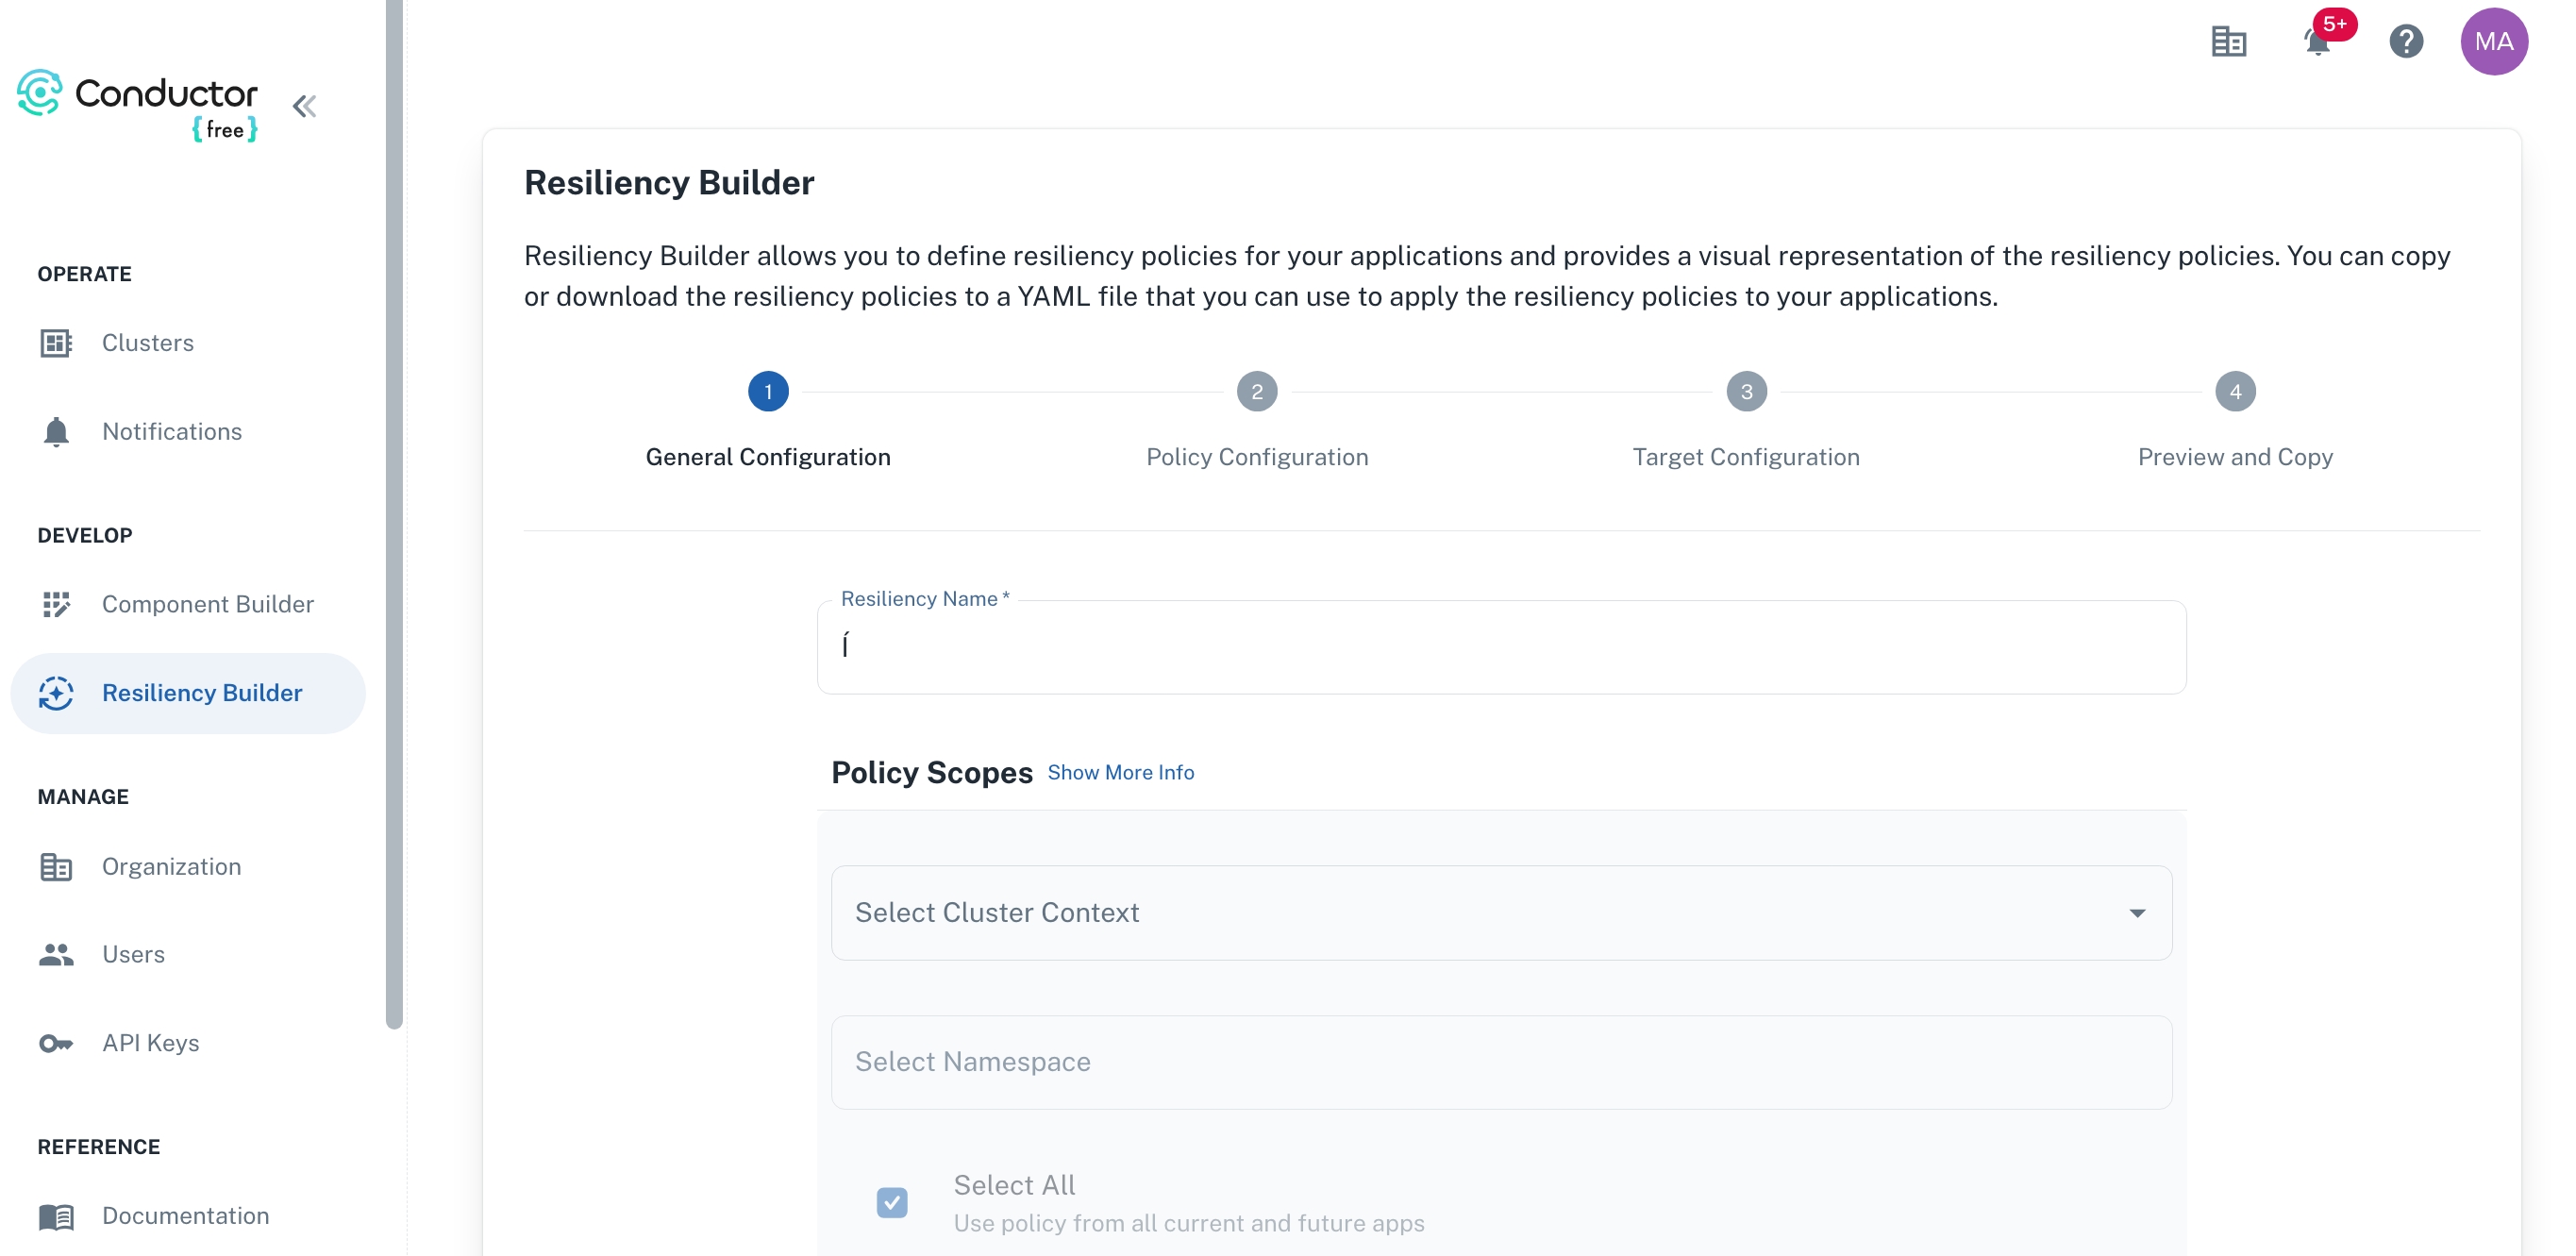 Conductor
{ free }
OPERATE
Clusters
Notifications
DEVELOP
Component Builder
Resiliency Builder
MANAGE
Organization
Users
API Keys
REFERENCE
Documentation
5+
MA
Resiliency Builder
Resiliency Builder allows you to define resiliency policies for your applications and provides a visual representation of the resiliency policies. You can copy
or download the resiliency policies to a YAML file that you can use to apply the resiliency policies to your applications.
1
2
3
4
General Configuration
Policy Configuration
Target Configuration
Preview and Copy
Resiliency Name *
Í
Policy Scopes Show More Info
Select Cluster Context
Select Namespace
Select All
Use policy from all current and future apps